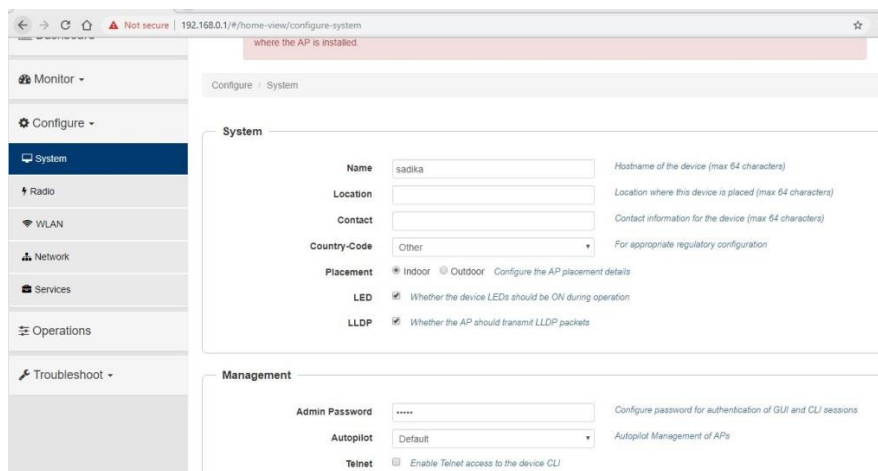 Not secure | 192.168.0.1/#/home-view/configure-system
where the AP is installed.
Monitor
Configure
System
Radio
WLAN
Network
Services
Operations
Troubleshoot
Configure / System
System
Name sadika Hostname of the device (max 64 characters)
Location Location where this device is placed (max 64 characters)
Contact Contact information for the device (max 64 characters)
Country-Code Other For appropriate regulatory configuration
Placement Indoor Outdoor Configure the AP placement details
LED Whether the device LEDs should be ON during operation
LLDP Whether the AP should transmit LLDP packets
Management
Admin Password ••••• Configure password for authentication of GUI and CLI sessions
Autopilot Default Autopilot Management of APs
Telnet Enable Telnet access to the device CLI